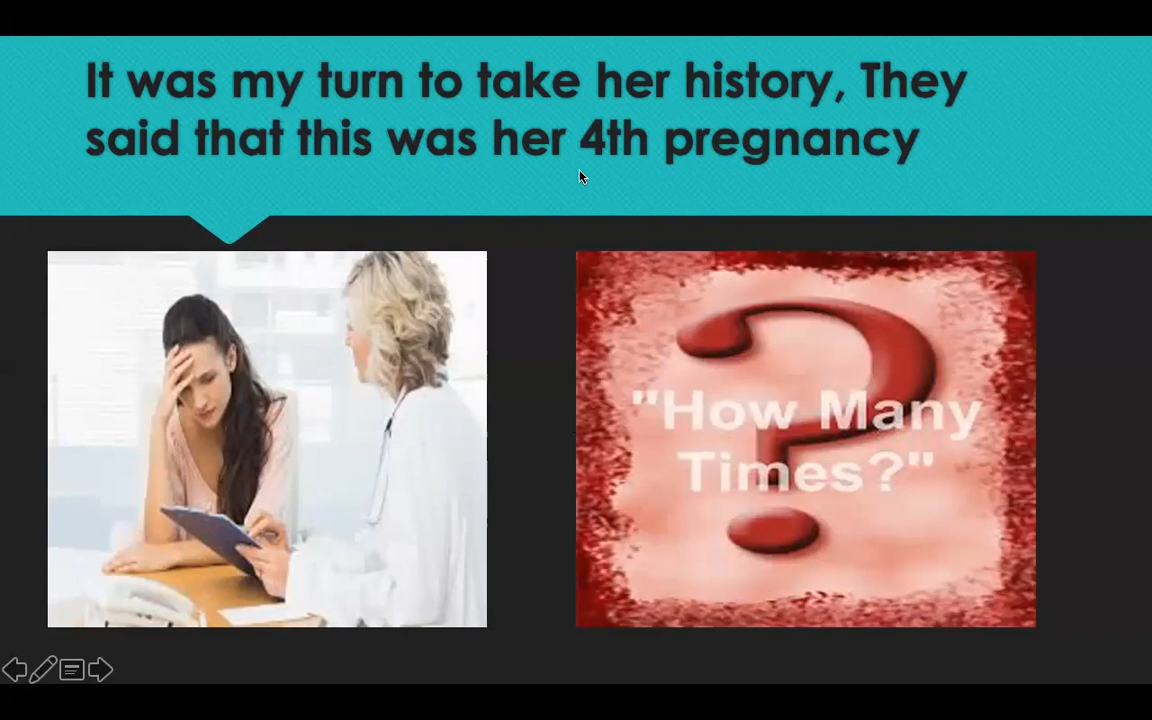 It was my turn to take her history, They
said that this was her 4th pregnancy
"How Many
Times?"